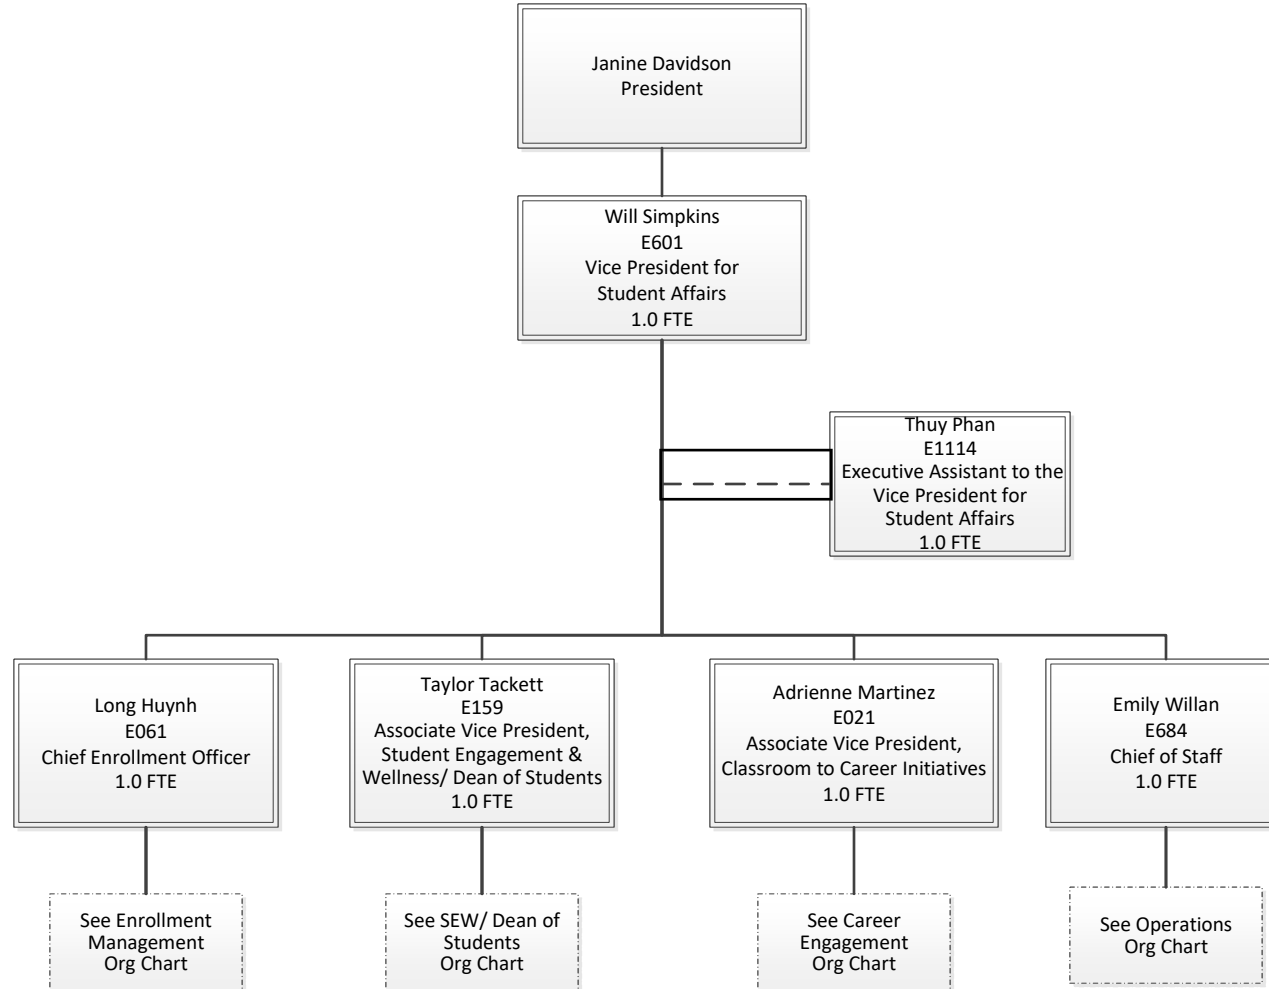 Janine Davidson
President
Will Simpkins
E601
Vice President for
Student Affairs
1.0 FTE
Thuy Phan
E1114
Executive Assistant to the
Vice President for
Student Affairs
1.0 FTE
Long Huynh
E061
Chief Enrollment Officer
1.0 FTE
Taylor Tackett
E159
Associate Vice President,
Student Engagement &
Wellness/ Dean of Students
1.0 FTE
Adrienne Martinez
E021
Associate Vice President,
Classroom to Career Initiatives
1.0 FTE
Emily Willan
E684
Chief of Staff
1.0 FTE
See Enrollment
Management
Org Chart
See SEW/ Dean of
Students
Org Chart
See Career
Engagement
Org Chart
See Operations
Org Chart